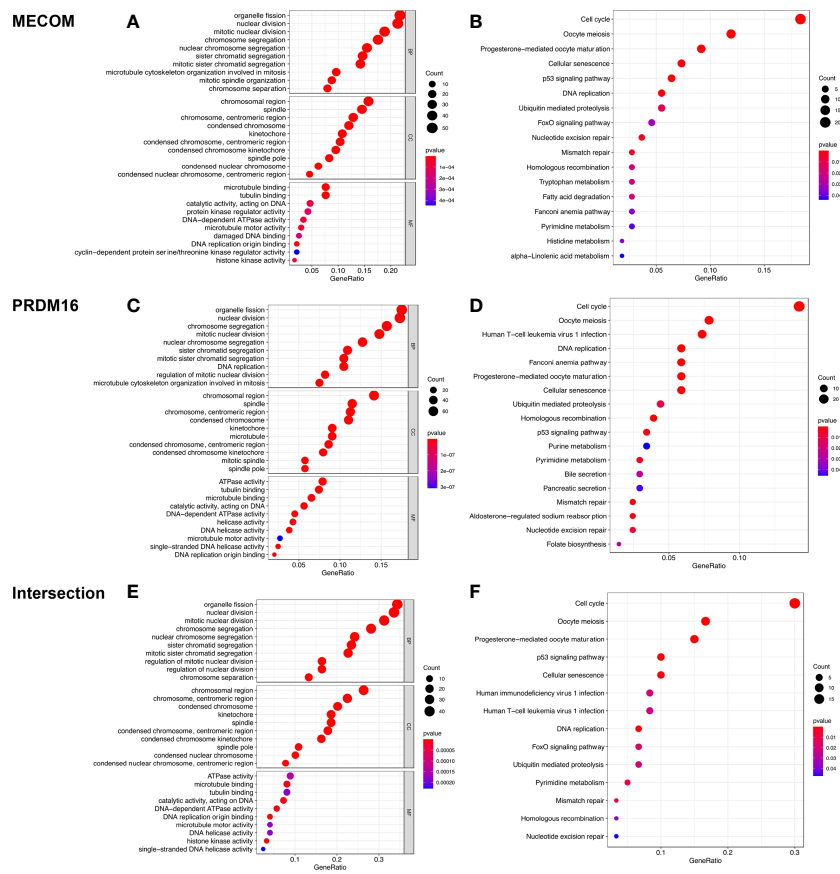 MECOM
A
organelle fission
nuclear division
mitotic nuclear division
chromosome segregation
nuclear chromosome segregation
sister chromatid segregation
mitotic sister chromatid segregation
microtubule cytoskeleton organization involved in mitosis
mitotic spindle organization
chromosome separation
BP
chromosomal region
spindle
chromosome, centromeric region
condensed chromosome
kinetochore
condensed chromosome, centromeric region
condensed chromosome kinetochore
spindle pole
condensed nuclear chromosome
condensed nuclear chromosome, centromeric region
CC
microtubule binding
tubulin binding
catalytic activity, acting on DNA
protein kinase regulator activity
DNA-dependent ATPase activity
microtubule motor activity
damaged DNA binding
DNA replication origin binding
cyclin-dependent protein serine/threonine kinase regulator activity
histone kinase activity
MF
0.05 0.10 0.15 0.20
GeneRatio
Count
10
20
30
40
50
pvalue
1e-04
2e-04
3e-04
4e-04
B
Cell cycle
Oocyte meiosis
Progesterone-mediated oocyte maturation
Cellular senescence
p53 signaling pathway
DNA replication
Ubiquitin mediated proteolysis
FoxO signaling pathway
Nucleotide excision repair
Mismatch repair
Homologous recombination
Tryptophan metabolism
Fatty acid degradation
Fanconi anemia pathway
Pyrimidine metabolism
Histidine metabolism
alpha-Linolenic acid metabolism
0.05 0.10 0.15
GeneRatio
Count
5
10
15
20
pvalue
0.01
0.02
0.03
0.04
PRDM16
C
organelle fission
nuclear division
chromosome segregation
mitotic nuclear division
nuclear chromosome segregation
sister chromatid segregation
mitotic sister chromatid segregation
DNA replication
regulation of mitotic nuclear division
microtubule cytoskeleton organization involved in mitosis
BP
chromosomal region
spindle
chromosome, centromeric region
condensed chromosome
kinetochore
microtubule
condensed chromosome, centromeric region
condensed chromosome kinetochore
mitotic spindle
spindle pole
CC
ATPase activity
tubulin binding
microtubule binding
catalytic activity, acting on DNA
DNA-dependent ATPase activity
helicase activity
DNA helicase activity
microtubule motor activity
single-stranded DNA helicase activity
DNA replication origin binding
MF
0.05 0.10 0.15
GeneRatio
Count
20
40
60
pvalue
1e-07
2e-07
3e-07
D
Cell cycle
Oocyte meiosis
Human T-cell leukemia virus 1 infection
DNA replication
Fanconi anemia pathway
Progesterone-mediated oocyte maturation
Cellular senescence
Ubiquitin mediated proteolysis
Homologous recombination
p53 signaling pathway
Purine metabolism
Pyrimidine metabolism
Bile secretion
Pancreatic secretion
Mismatch repair
Aldosterone-regulated sodium reabsorption
Nucleotide excision repair
Folate biosynthesis
0.05 0.10
GeneRatio
Count
10
20
pvalue
Intersection
E
organelle fission
nuclear division
mitotic nuclear division
chromosome segregation
nuclear chromosome segregation
sister chromatid segregation
mitotic sister chromatid segregation
regulation of mitotic nuclear division
regulation of nuclear division
chromosome separation
BP
chromosomal region
chromosome, centromeric region
condensed chromosome
kinetochore
spindle
condensed chromosome, centromeric region
condensed chromosome kinetochore
spindle pole
condensed nuclear chromosome
condensed nuclear chromosome, centromeric region
CC
ATPase activity
microtubule binding
tubulin binding
catalytic activity, acting on DNA
DNA-dependent ATPase activity
DNA replication origin binding
microtubule motor activity
DNA helicase activity
histone kinase activity
single-stranded DNA helicase activity
MF
0.1 0.2 0.3
GeneRatio
Count
10
20
30
40
pvalue
0.00005
0.00010
0.00015
0.00020
F
Cell cycle
Oocyte meiosis
Progesterone-mediated oocyte maturation
p53 signaling pathway
Cellular senescence
Human immunodeficiency virus 1 infection
Human T-cell leukemia virus 1 infection
DNA replication
FoxO signaling pathway
Ubiquitin mediated proteolysis
Pyrimidine metabolism
Mismatch repair
Homologous recombination
Nucleotide excision repair
0.1 0.2 0.3
GeneRatio
Count
5
10
15
pvalue
0.01
0.02
0.03
0.04